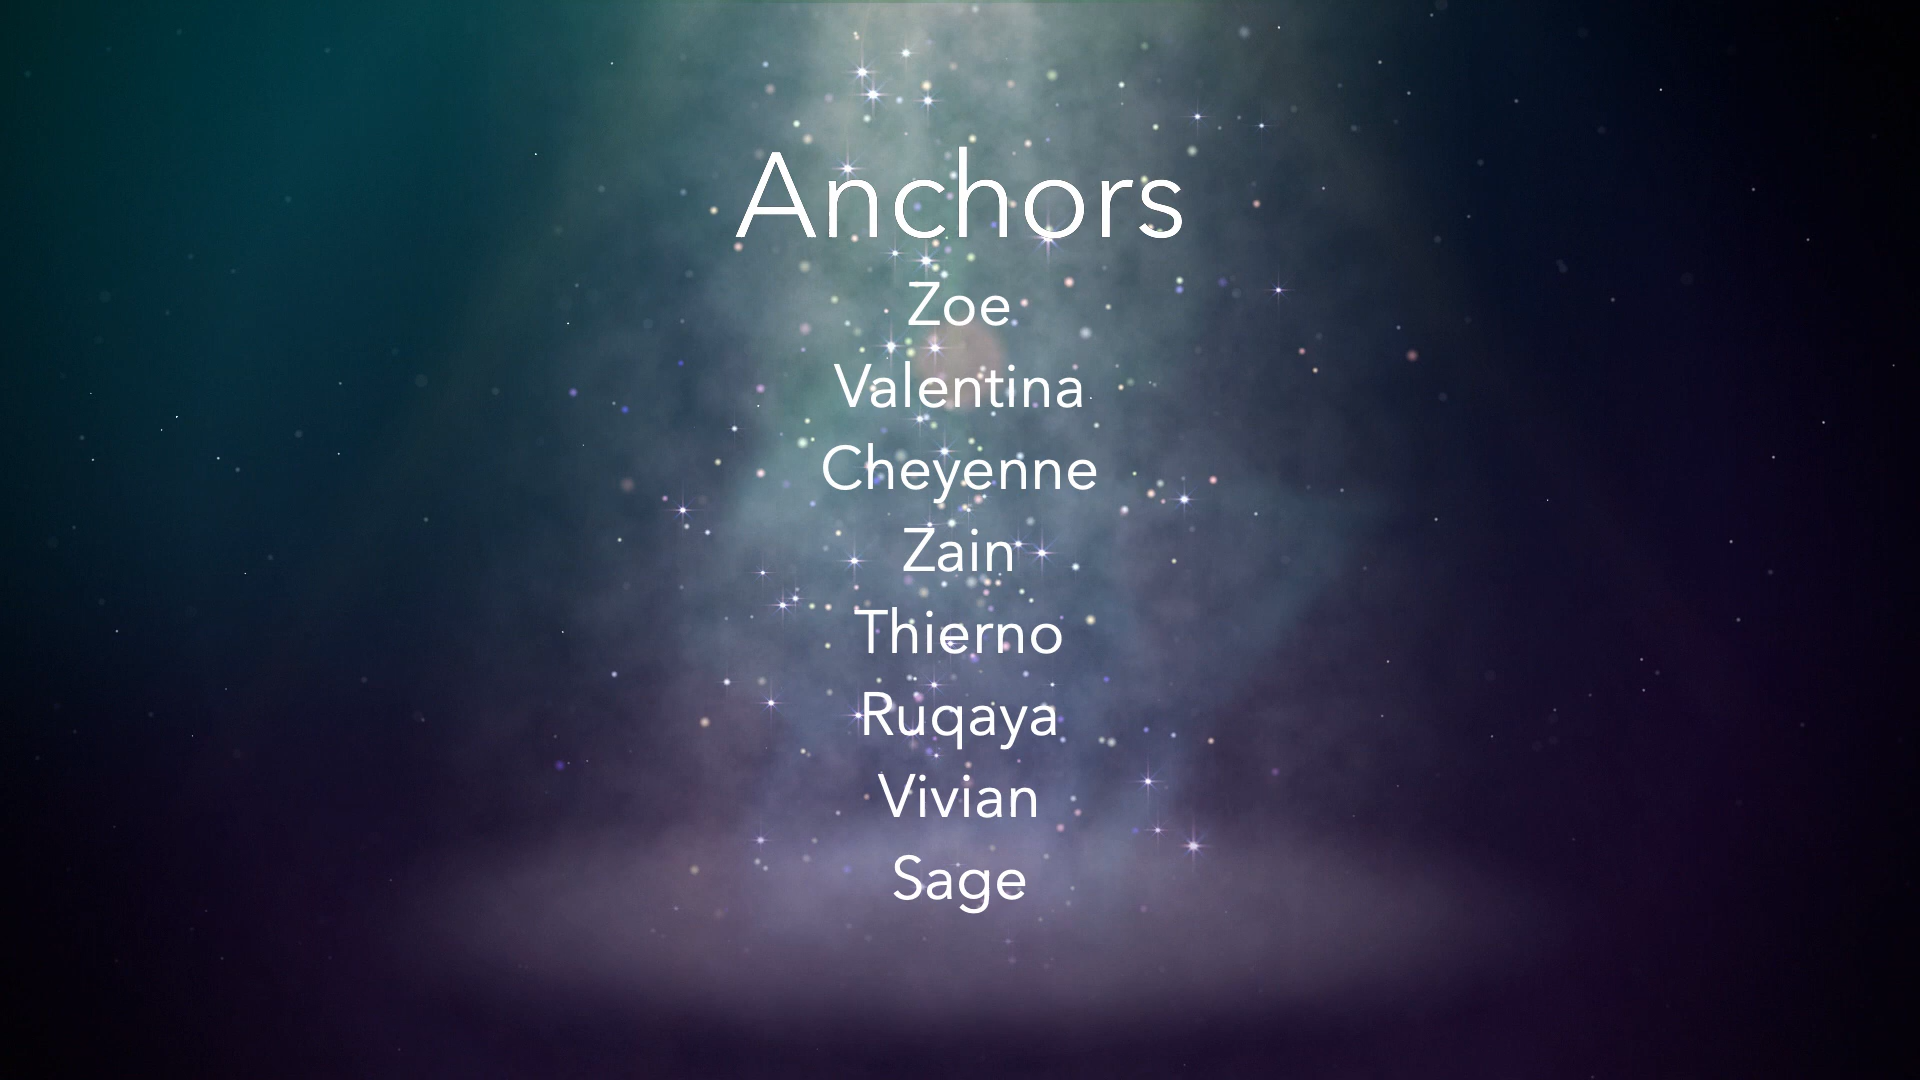 Anchors
Zoe
Valentina
Cheyenne
Zain
Thierno
Ruqaya
Vivian
Sage